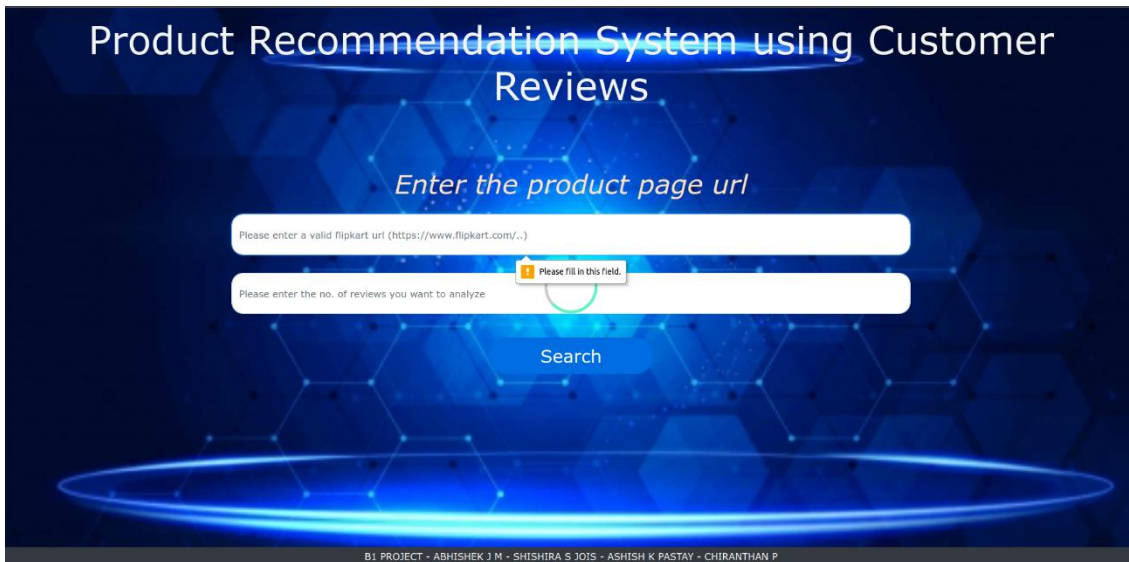 Product Recommendation System using Customer
Reviews
Enter the product page url
Please enter a valid flipkart url (https://www.flipkart.com/..)
! Please fill in this field.
Please enter the no. of reviews you want to analyze
Search
B1 PROJECT - ABHISHEK J M - SHISHIRA S JOIS - ASHISH K PASTAY - CHIRANTHAN P